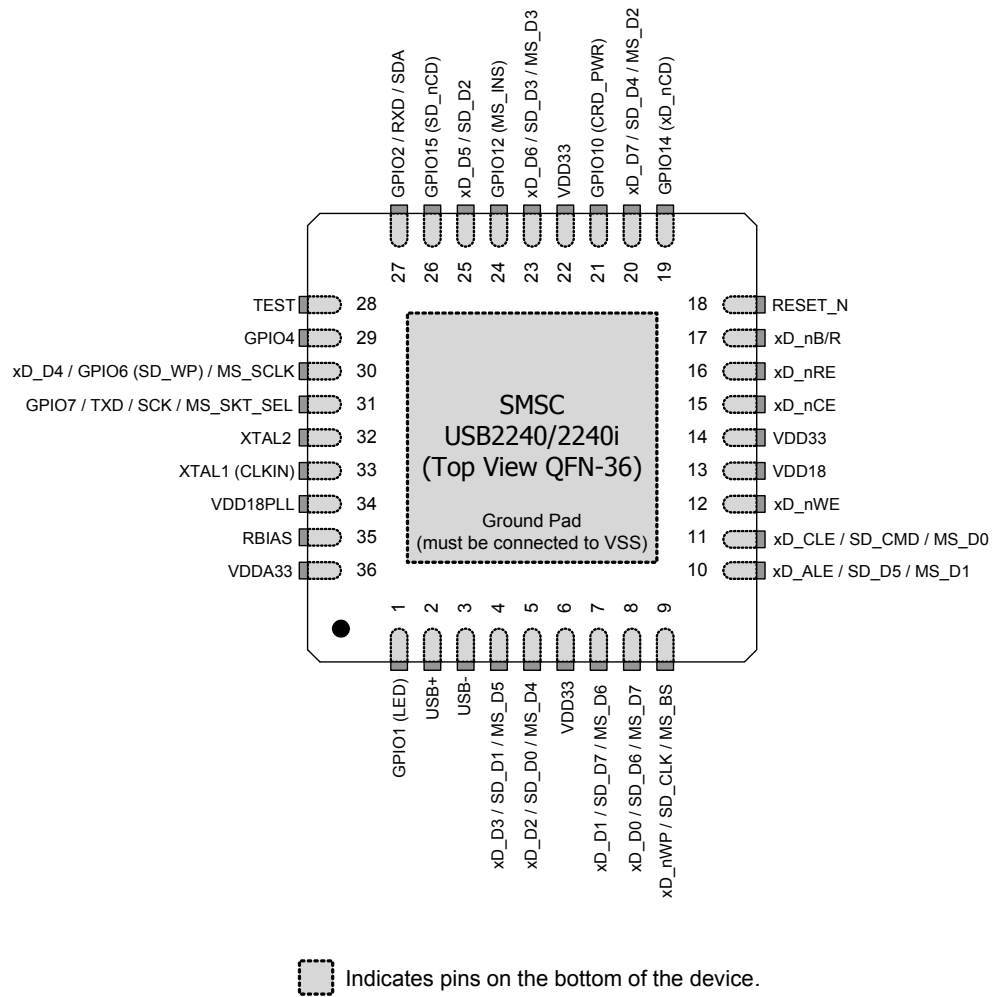 GPIO2 / RXD / SDA
GPIO15 (SD_nCD)
xD_D5 / SD_D2
GPIO12 (MS_INS)
xD_D6 / SD_D3 / MS_D3
VDD33
GPIO10 (CRD_PWR)
xD_D7 / SD_D4 / MS_D2
GPIO14 (xD_nCD)
27
26
25
24
23
22
21
20
19
TEST
28
GPIO4
29
xD_D4 / GPIO6 (SD_WP) / MS_SCLK
30
GPIO7 / TXD / SCK / MS_SKT_SEL
31
XTAL2
32
XTAL1 (CLKIN)
33
VDD18PLL
34
RBIAS
35
VDDA33
36
SMSC
USB2240/2240i
(Top View QFN-36)
Ground Pad
(must be connected to VSS)
18
RESET_N
17
xD_nB/R
16
xD_nRE
15
xD_nCE
14
VDD33
13
VDD18
12
xD_nWE
11
xD_CLE / SD_CMD / MS_D0
10
xD_ALE / SD_D5 / MS_D1
1
2
3
4
5
6
7
8
9
GPIO1 (LED)
USB+
USB-
xD_D3 / SD_D1 / MS_D5
xD_D2 / SD_D0 / MS_D4
VDD33
xD_D1 / SD_D7 / MS_D6
xD_D0 / SD_D6 / MS_D7
xD_nWP / SD_CLK / MS_BS
Indicates pins on the bottom of the device.